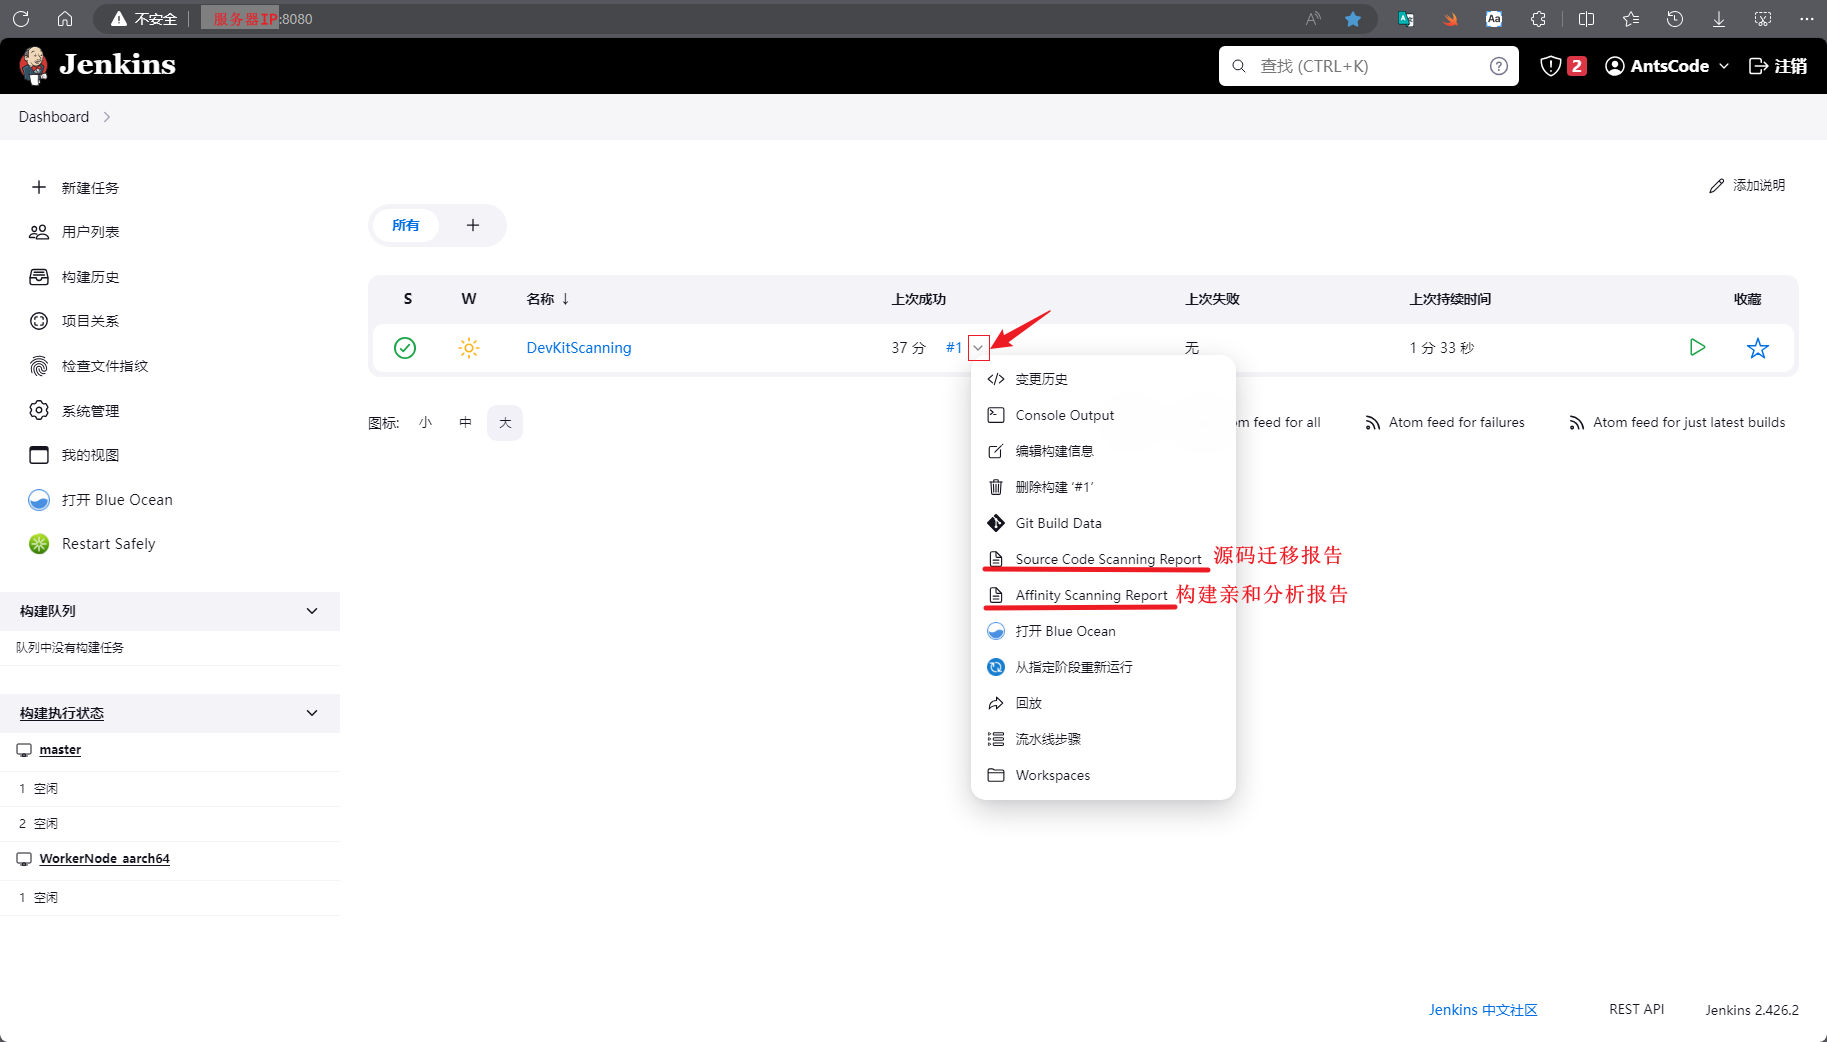 不安全 服务器IP:8080
Jenkins
查找 (CTRL+K)
2
AntsCode
注销
Dashboard
新建任务
用户列表
构建历史
项目关系
检查文件指纹
系统管理
我的视图
打开 Blue Ocean
Restart Safely
构建队列
队列中没有构建任务
构建执行状态
master
1 空闲
2 空闲
WorkerNode_aarch64
1 空闲
添加说明
所有 +
S W 名称 ↓ 上次成功 上次失败 上次持续时间 收藏
DevKitScanning 37 分 #1 无 1 分 33 秒
图标: 小 中 大
om feed for all
Atom feed for failures
Atom feed for just latest builds
变更历史
Console Output
编辑构建信息
删除构建 ‘#1’
Git Build Data
Source Code Scanning Report 源码迁移报告
Affinity Scanning Report 构建亲和分析报告
打开 Blue Ocean
从指定阶段重新运行
回放
流水线步骤
Workspaces
Jenkins 中文社区 REST API Jenkins 2.426.2